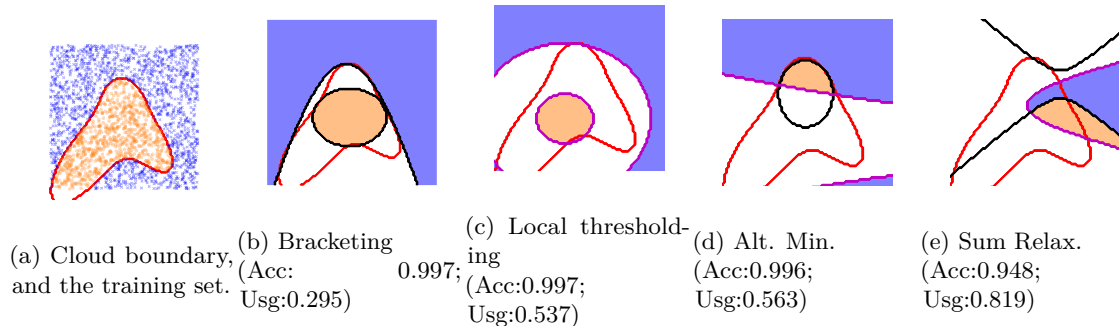 (a) Cloud boundary,
and the training set.
(b) Bracketing
(Acc: 0.997;
Usg:0.295)
(c) Local threshold-
ing
(Acc:0.997;
Usg:0.537)
(d) Alt. Min.
(Acc:0.996;
Usg:0.563)
(e) Sum Relax.
(Acc:0.948;
Usg:0.819)